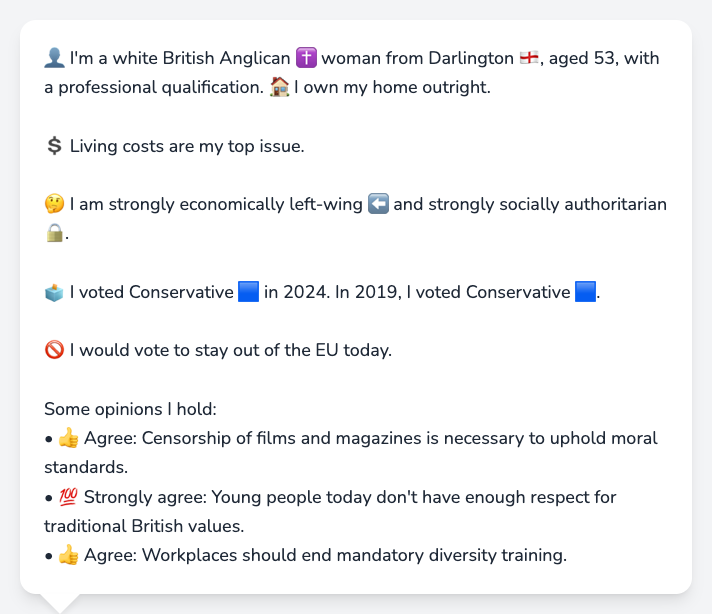 👤 I'm a white British Anglican ✝️ woman from Darlington 🏴󠁧󠁢󠁥󠁮󠁧󠁿, aged 53, with
a professional qualification. 🏠 I own my home outright.
💲 Living costs are my top issue.
🤔 I am strongly economically left-wing ⬅️ and strongly socially authoritarian
🔒.
🗳️ I voted Conservative 🟦 in 2024. In 2019, I voted Conservative 🟦.
🚫 I would vote to stay out of the EU today.
Some opinions I hold:
• 👍 Agree: Censorship of films and magazines is necessary to uphold moral
standards.
• 💯 Strongly agree: Young people today don't have enough respect for
traditional British values.
• 👍 Agree: Workplaces should end mandatory diversity training.